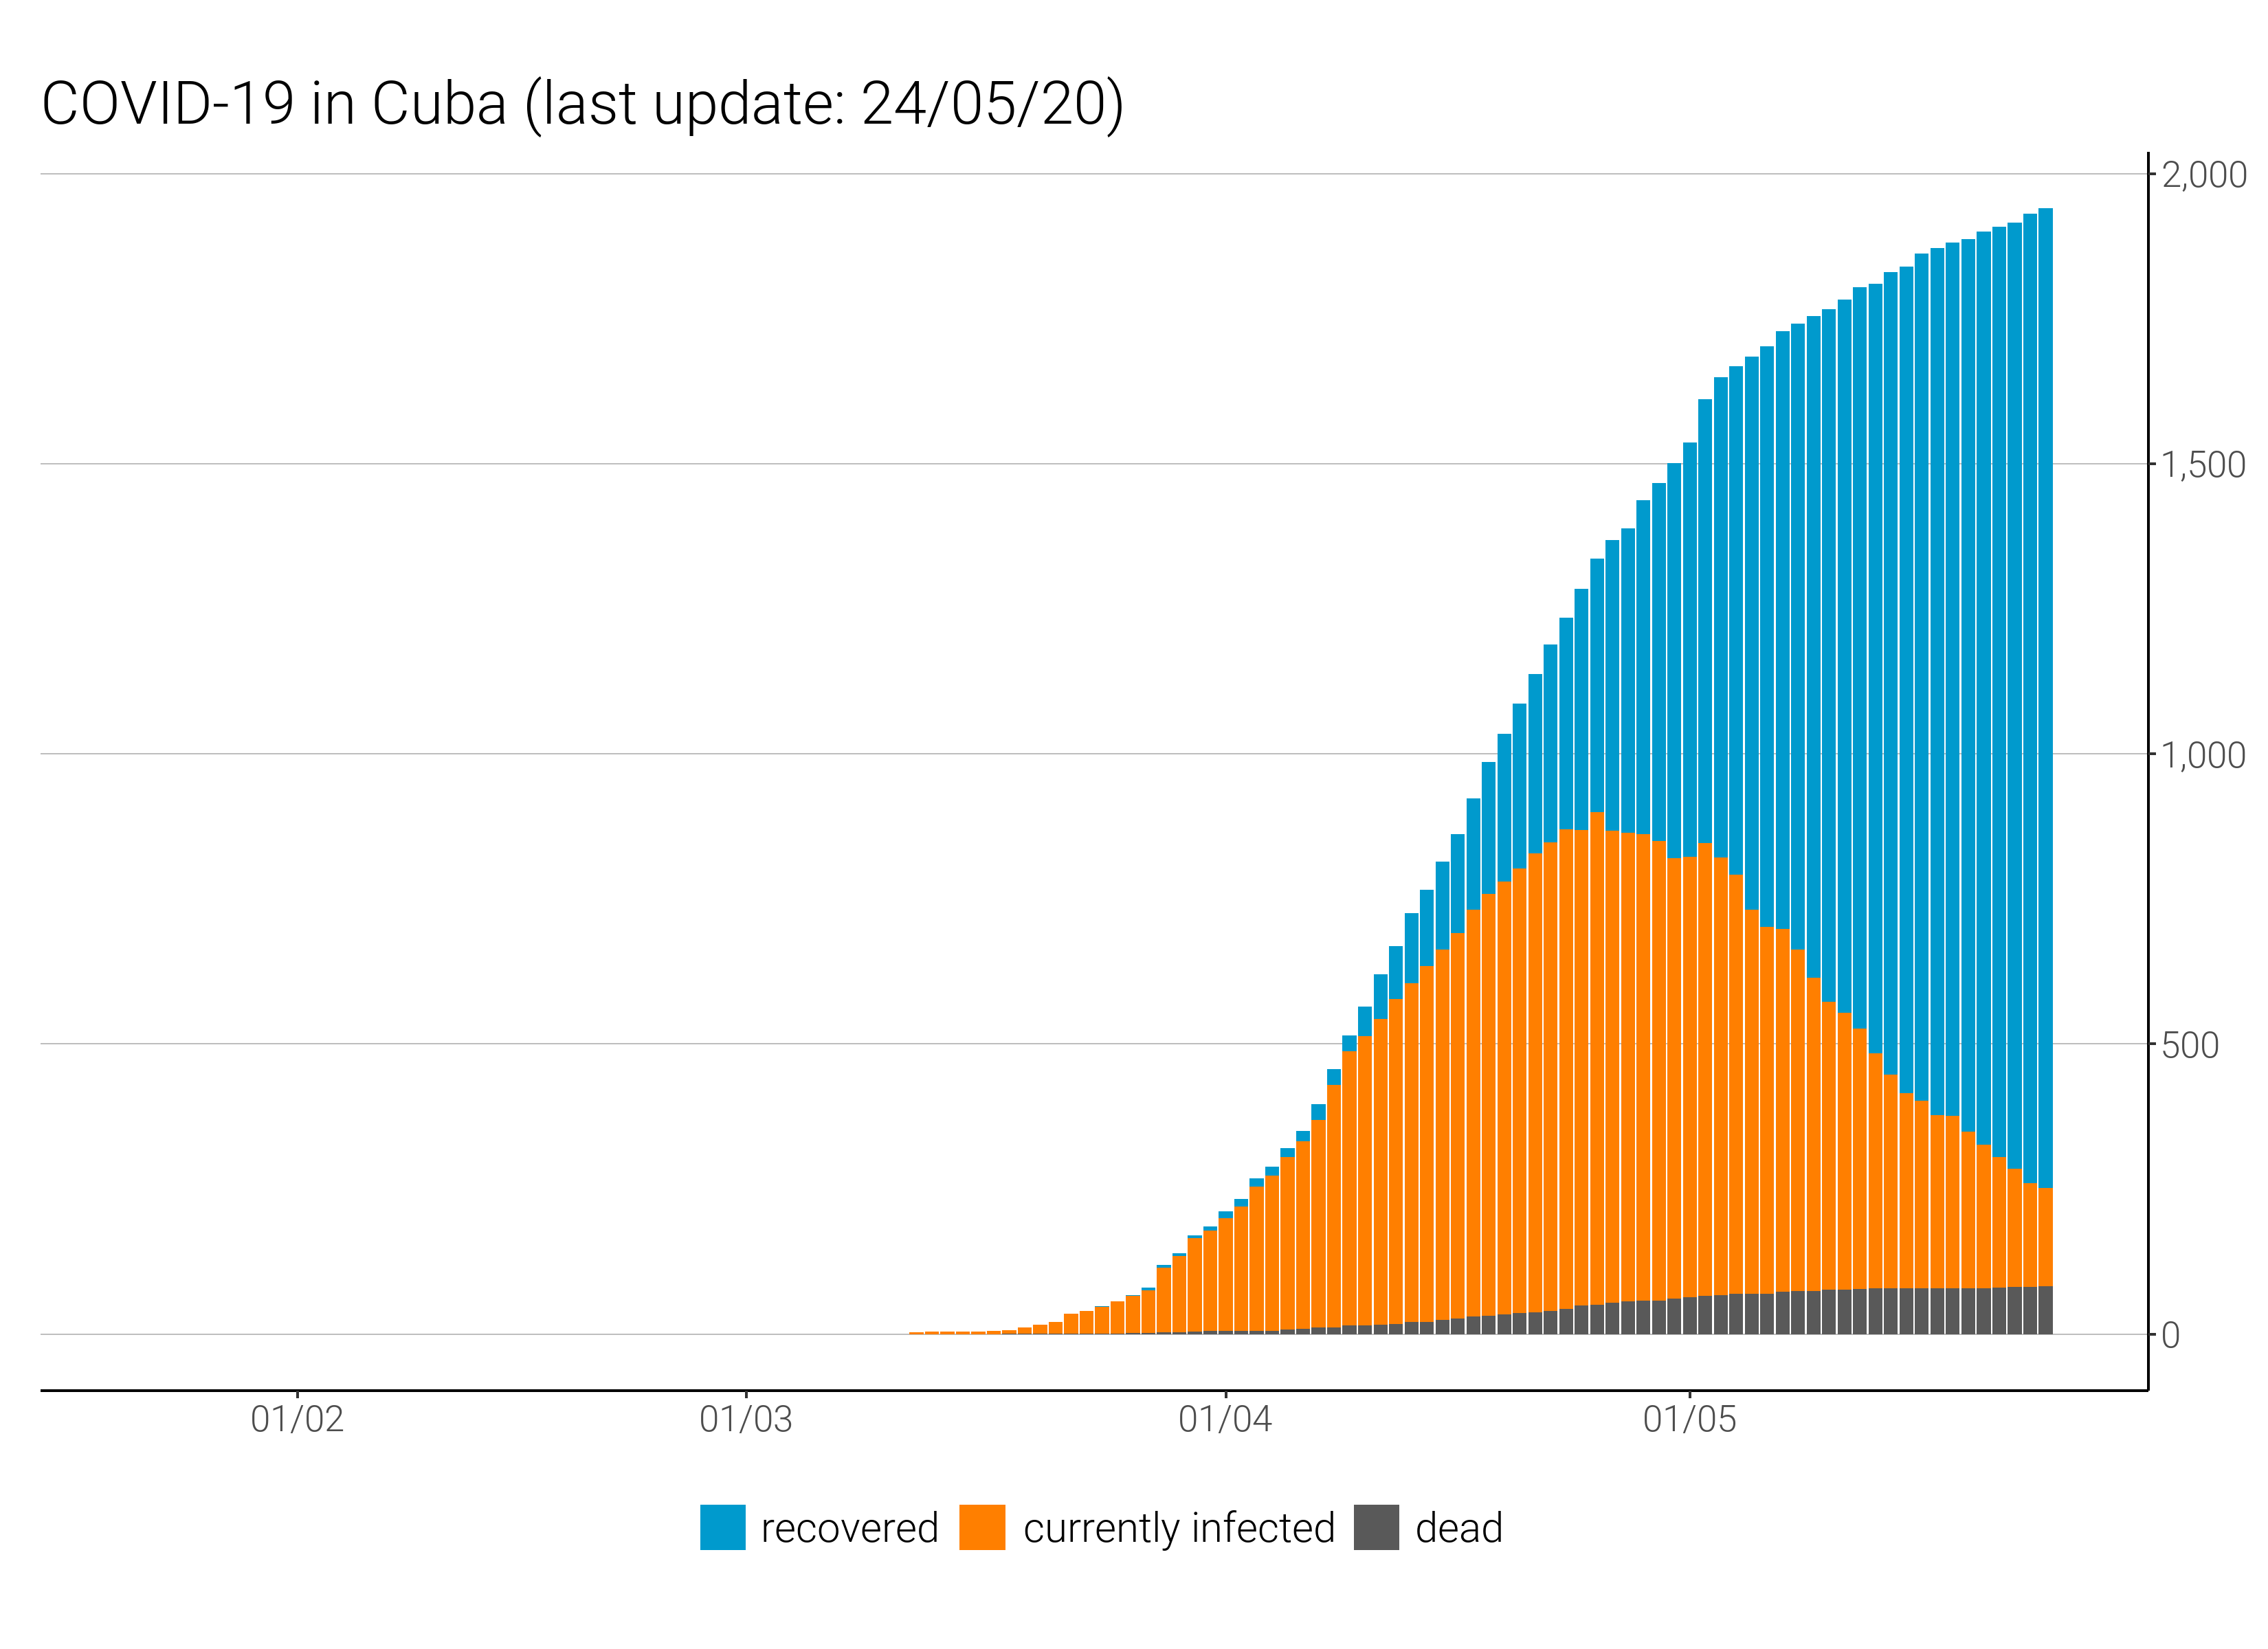 COVID-19 in Cuba (last update: 24/05/20)
2,000
1,500
1,000
500
0
01/02 01/03 01/04 01/05
recovered currently infected dead